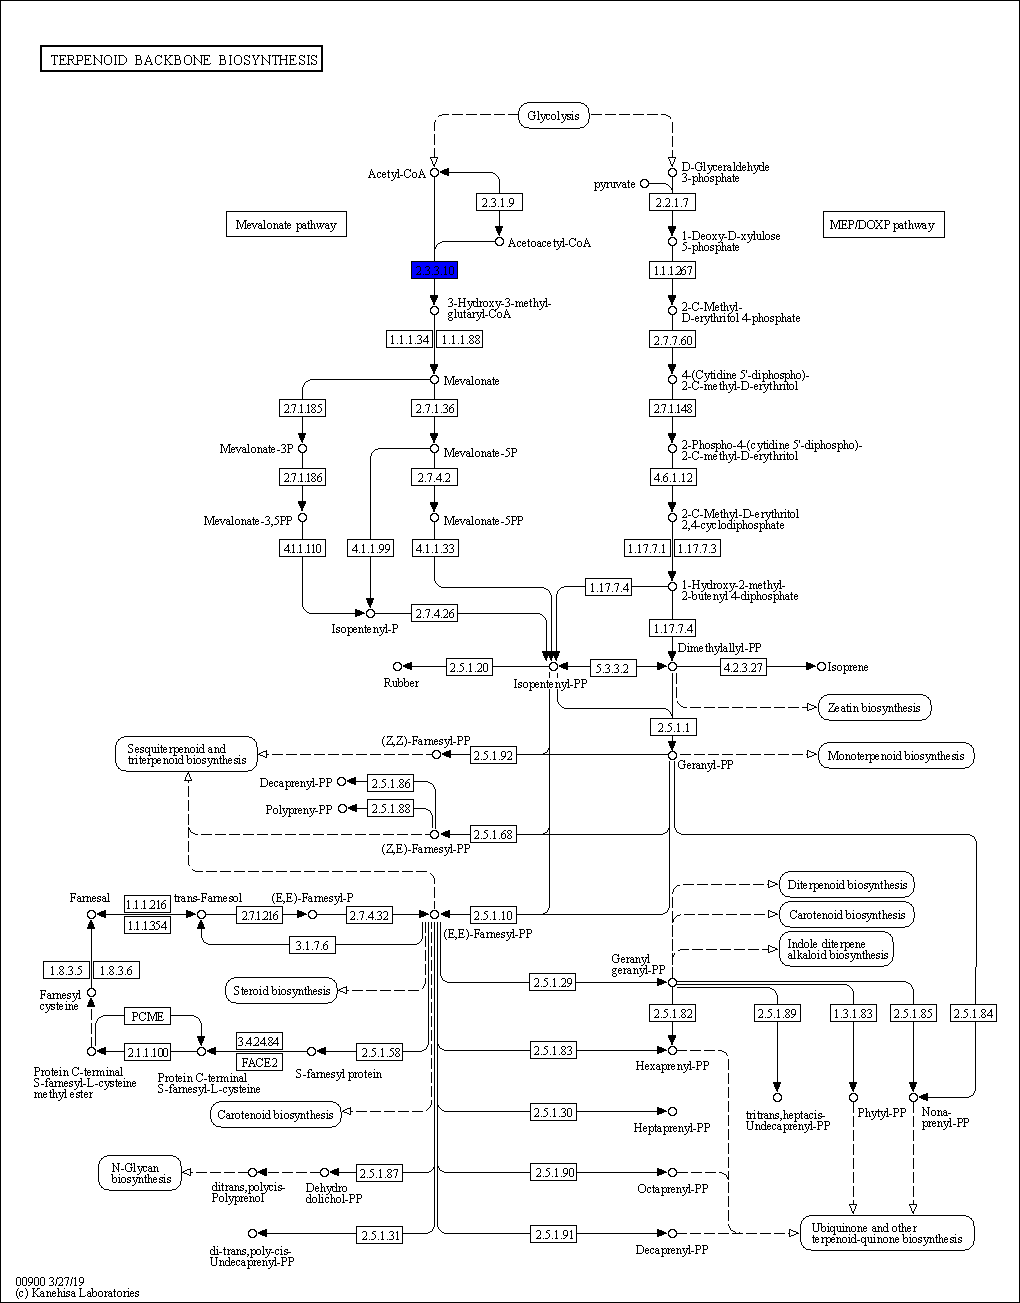 TERPENOID BACKBONE BIOSYNTHESIS
Glycolysis
Acetyl-CoA
D-Glyceraldehyde
3-phosphate
pyruvate
2.3.1.9
2.2.1.7
Mevalonate pathway
MEP/DOXP pathway
Acetoacetyl-CoA
1-Deoxy-D-xylulose
5-phosphate
2.3.3.10
1.1.1.267
3-Hydroxy-3-methyl-
glutaryl-CoA
2-C-Methyl-
D-erythritol 4-phosphate
1.1.1.34
1.1.1.88
2.7.7.60
Mevalonate
4-(Cytidine 5'-diphospho)-
2-C-methyl-D-erythritol
2.7.1.185
2.7.1.36
2.7.1.148
Mevalonate-3P
Mevalonate-5P
2-Phospho-4-(cytidine 5'-diphospho)-
2-C-methyl-D-erythritol
2.7.1.186
2.7.4.2
4.6.1.12
Mevalonate-3,5PP
Mevalonate-5PP
2-C-Methyl-D-erythritol
2,4-cyclodiphosphate
4.1.1.110
4.1.1.99
4.1.1.33
1.17.7.1
1.17.7.3
1.17.7.4
1-Hydroxy-2-methyl-
2-butenyl 4-diphosphate
Isopentenyl-P
2.7.4.26
1.17.7.4
Dimethylallyl-PP
Rubber
2.5.1.20
Isopentenyl-PP
5.3.3.2
4.2.3.27
Isoprene
Zeatin biosynthesis
2.5.1.1
Sesquiterpenoid and
triterpenoid biosynthesis
(Z,Z)-Farnesyl-PP
2.5.1.92
Geranyl-PP
Monoterpenoid biosynthesis
Decaprenyl-PP
2.5.1.86
Polypreny-PP
2.5.1.88
(Z,E)-Farnesyl-PP
2.5.1.68
Farnesal
1.1.1.216
1.1.1.354
trans-Farnesol
2.7.1.216
(E,E)-Farnesyl-P
2.7.4.32
2.5.1.10
(E,E)-Farnesyl-PP
Diterpenoid biosynthesis
Carotenoid biosynthesis
Indole diterpene
alkaloid biosynthesis
3.1.7.6
1.8.3.5
1.8.3.6
Geranyl
geranyl-PP
Farnesyl
cysteine
Steroid biosynthesis
2.5.1.29
PCME
2.5.1.82
2.5.1.89
1.3.1.83
2.5.1.85
2.5.1.84
2.1.1.100
3.4.24.84
FACE2
2.5.1.58
2.5.1.83
Protein C-terminal
S-farnesyl-L-cysteine
methyl ester
Protein C-terminal
S-farnesyl-L-cysteine
S-farnesyl protein
Hexaprenyl-PP
Carotenoid biosynthesis
2.5.1.30
Heptaprenyl-PP
tritrans,heptacis-
Undecaprenyl-PP
Phytyl-PP
Nona-
prenyl-PP
N-Glycan
biosynthesis
ditrans,polycis-
Polyprenol
Dehydro
dolichol-PP
2.5.1.87
2.5.1.90
Octaprenyl-PP
di-trans,poly-cis-
Undecaprenyl-PP
2.5.1.31
2.5.1.91
Decaprenyl-PP
Ubiquinone and other
terpenoid-quinone biosynthesis
00900 3/27/19
(c) Kanehisa Laboratories